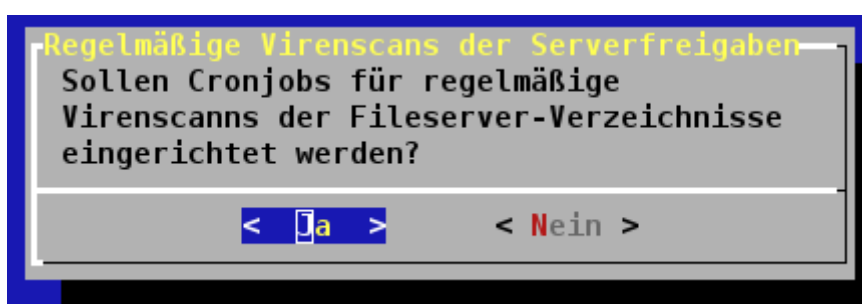 Regelmäßige Virenscans der Serverfreigaben
Sollen Cronjobs für regelmäßige
Virenscanns der Fileserver-Verzeichnisse
eingerichtet werden?
< Ja > < Nein >